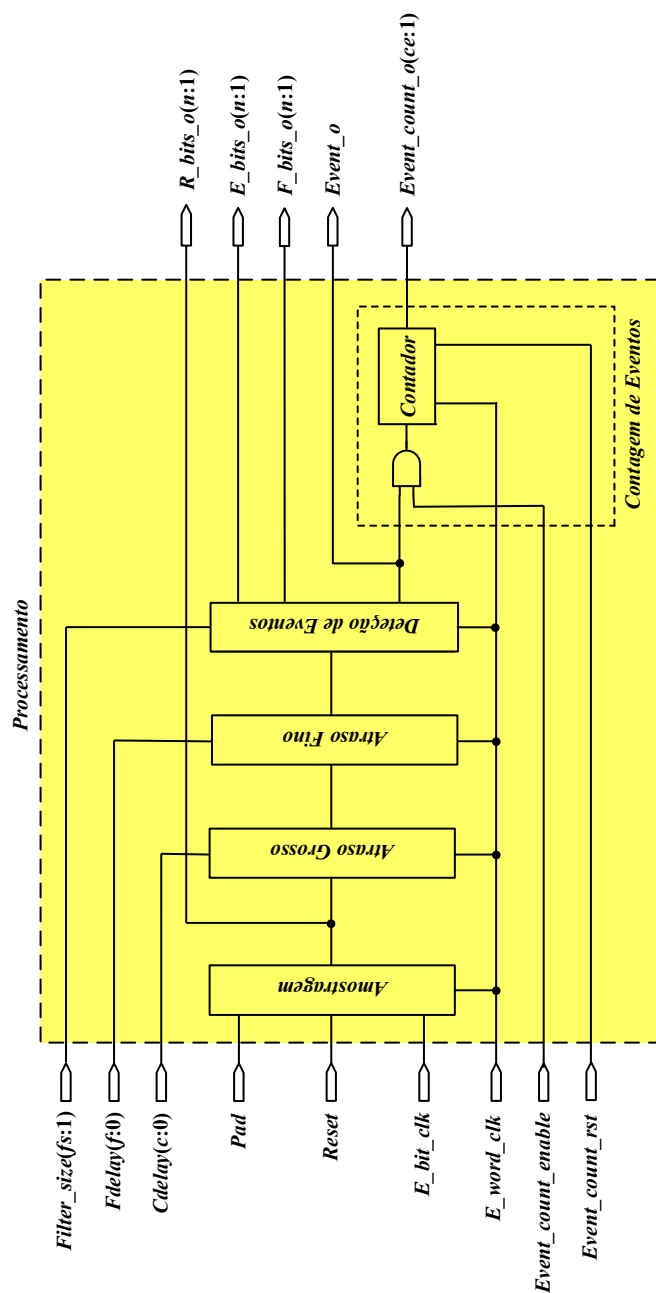 Processamento
Filter_size(fs:1)
Fdelay(f:0)
Cdelay(c:0)
Pad
Reset
E_bit_clk
E_word_clk
Event_count_enable
Event_count_rst
Amostragem
Atraso Grosso
Atraso Fino
Deteção de Eventos
Contador
Contagem de Eventos
R_bits_o(n:1)
E_bits_o(n:1)
F_bits_o(n:1)
Event_o
Event_count_o(ce:1)